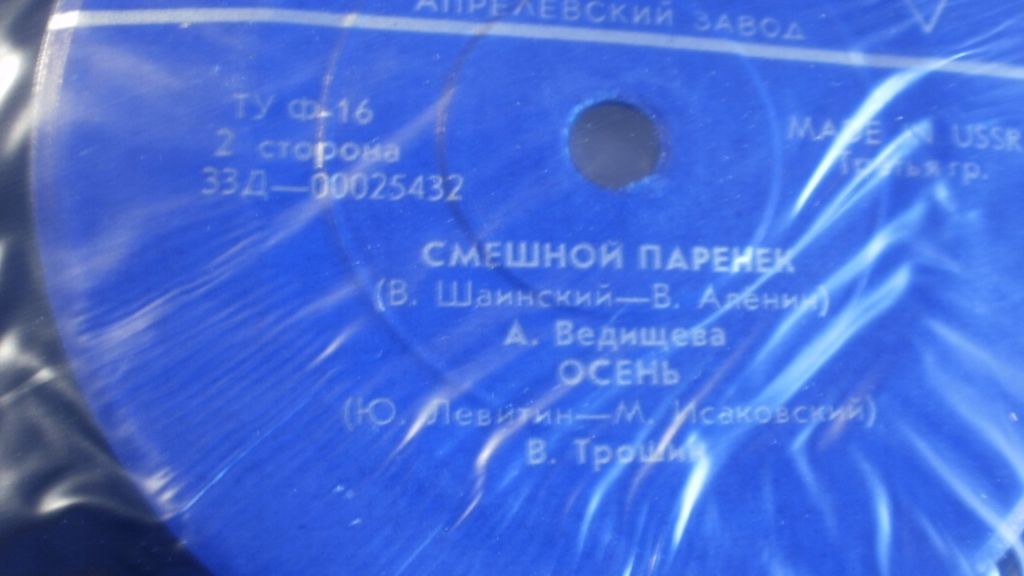 АПРЕЛЕВСКИЙ ЗАВОД
ТУ Ф-16
2 сторона
33Д—00025432
MADE IN USSR
Третья гр.
СМЕШНОЙ ПАРЕНЕК
(В. Шаинский—В. Алёнин)
А. Ведищева
ОСЕНЬ
(Ю. Левитин—М. Исаковский)
В. Трошин